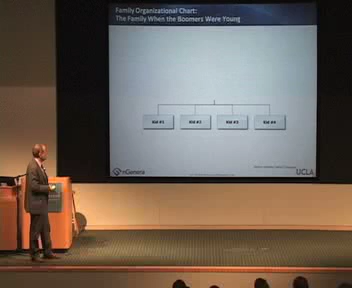 Family Organizational Chart:
The Family When the Boomers Were Young
Kid #1
Kid #2
Kid #3
Kid #4
nGenera
UCLA